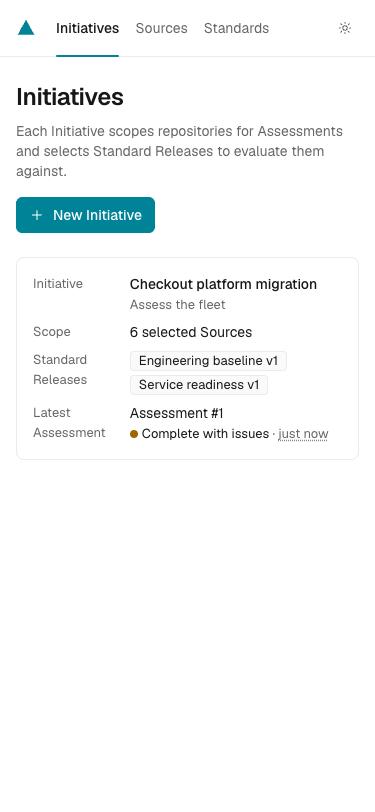 Initiatives Sources Standards
Initiatives
Each Initiative scopes repositories for Assessments
and selects Standard Releases to evaluate them
against.
New Initiative
Initiative Checkout platform migration
Assess the fleet
Scope 6 selected Sources
Standard Releases Engineering baseline v1
Service readiness v1
Latest Assessment Assessment #1
Complete with issues · just now